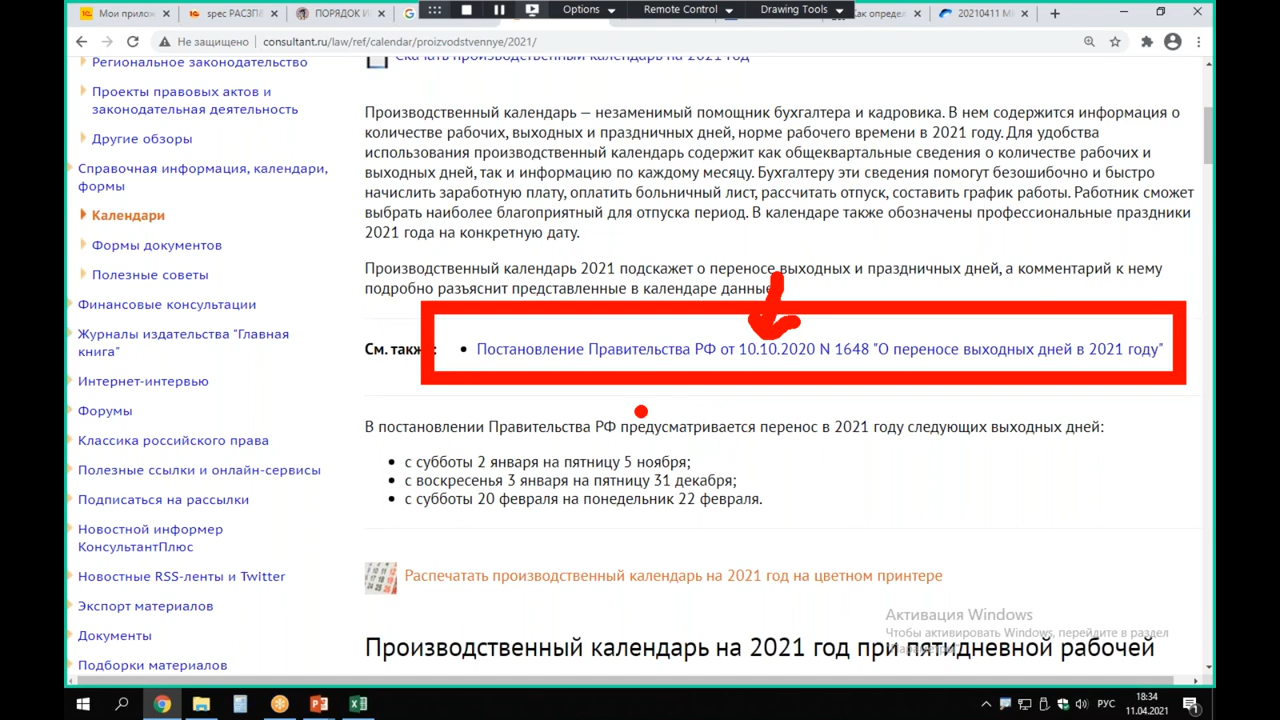 Мои прилож
spec РАСЗП
ПОРЯДОК И
Options
Remote Control
Drawing Tools
Как опреде
20210411 М
Не защищено
consultant.ru/law/ref/calendar/proizvodstvennye/2021/
Региональное законодательство
Проекты правовых актов и
законодательная деятельность
Другие обзоры
Справочная информация, календари,
формы
Календари
Формы документов
Полезные советы
Финансовые консультации
Журналы издательства "Главная
книга"
Интернет-интервью
Форумы
Классика российского права
Полезные ссылки и онлайн-сервисы
Подписаться на рассылки
Новостной информер
КонсультантПлюс
Новостные RSS-ленты и Twitter
Экспорт материалов
Документы
Подборки материалов
Скачать производственный календарь на 2021 год
Производственный календарь — незаменимый помощник бухгалтера и кадровика. В нем содержится информация о
количестве рабочих, выходных и праздничных дней, норме рабочего времени в 2021 году. Для удобства
использования производственный календарь содержит как общеквартальные сведения о количестве рабочих и
выходных дней, так и информацию по каждому месяцу. Бухгалтеру эти сведения помогут безошибочно и быстро
начислить заработную плату, оплатить больничный лист, рассчитать отпуск, составить график работы. Работник сможет
выбрать наиболее благоприятный для отпуска период. В календаре также обозначены профессиональные праздники
2021 года на конкретную дату.
Производственный календарь 2021 подскажет о переносе выходных и праздничных дней, а комментарий к нему
подробно разъяснит представленные в календаре данные
См. также:
Постановление Правительства РФ от 10.10.2020 N 1648 "О переносе выходных дней в 2021 году"
В постановлении Правительства РФ предусматривается перенос в 2021 году следующих выходных дней:
с субботы 2 января на пятницу 5 ноября;
с воскресенья 3 января на пятницу 31 декабря;
с субботы 20 февраля на понедельник 22 февраля.
Распечатать производственный календарь на 2021 год на цветном принтере
Производственный календарь на 2021 год при пятидневной рабочей
Активация Windows
Чтобы активировать Windows, перейдите в раздел
РУС
18:34
11.04.2021